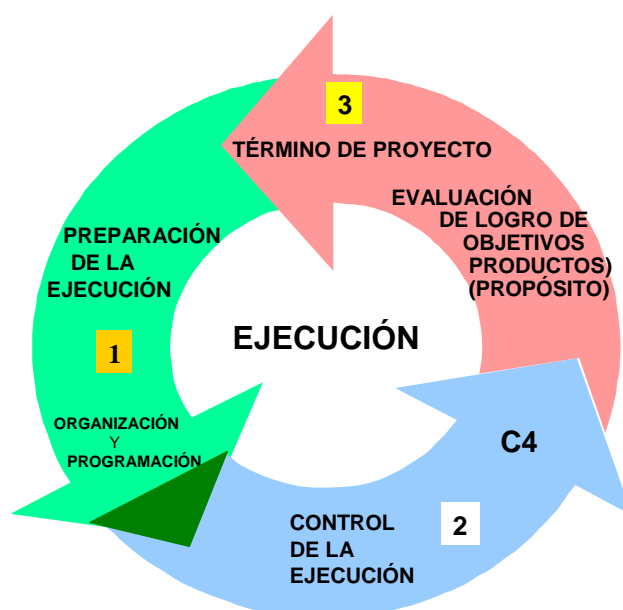 3
TÉRMINO DE PROYECTO
EVALUACIÓN
DE LOGRO DE
OBJETIVOS
PRODUCTOS)
(PROPÓSITO)
PREPARACIÓN
DE LA
EJECUCIÓN
1
ORGANIZACIÓN
Y
PROGRAMACIÓN
EJECUCIÓN
C4
2
CONTROL
DE LA
EJECUCIÓN